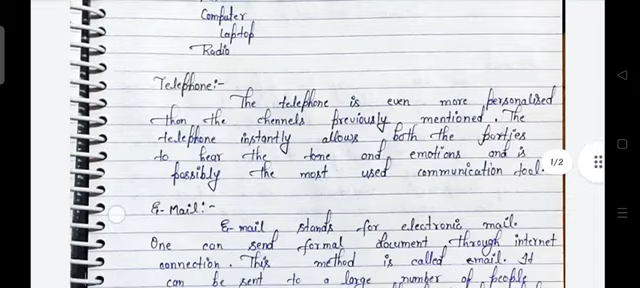 Computer
Laptop
Radio
Telephone:-
The telephone is even more personalised
than the channels previously mentioned. The
telephone instantly allows both the parties
to hear the tone and emotions and is
possibly the most used communication tool.
1/2
E-Mail:-
E-mail stands for electronic mail.
One can send formal document through internet
connection. This method is called email. It
can be sent to a large number of people